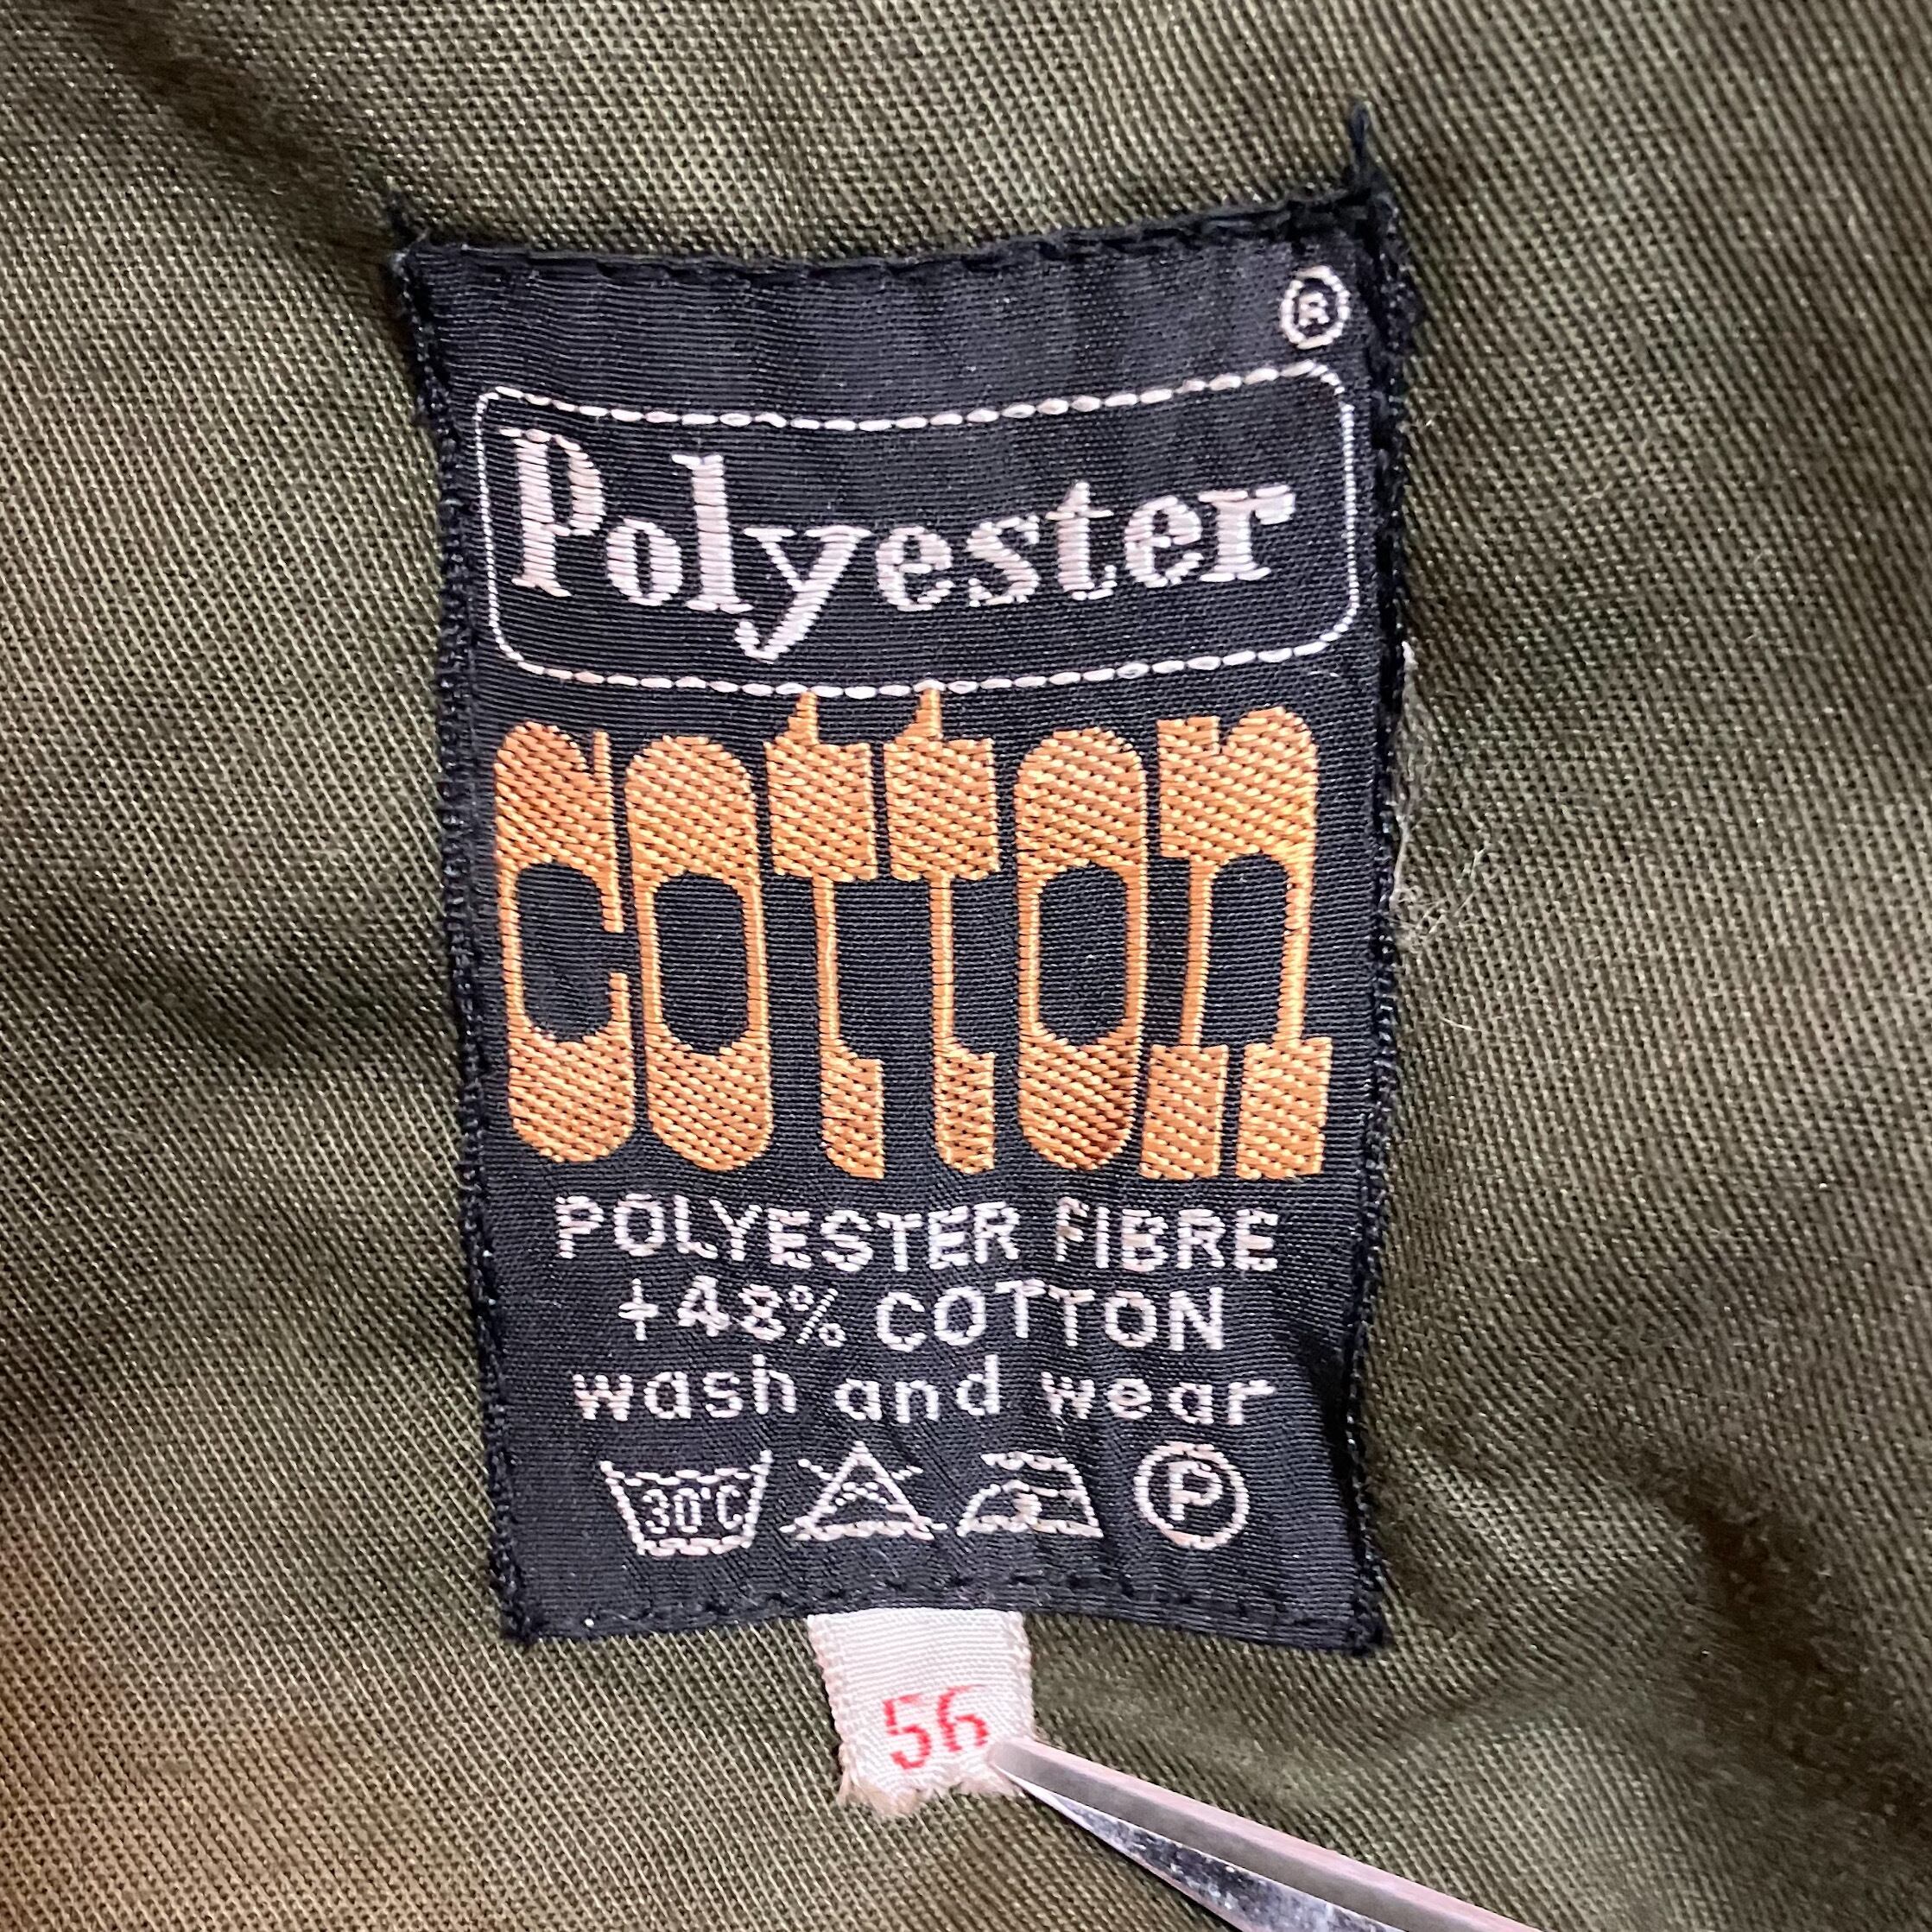 ®
Polyester
cotton
POLYESTER FIBRE
+48% COTTON
wash and wear
30°C P
56